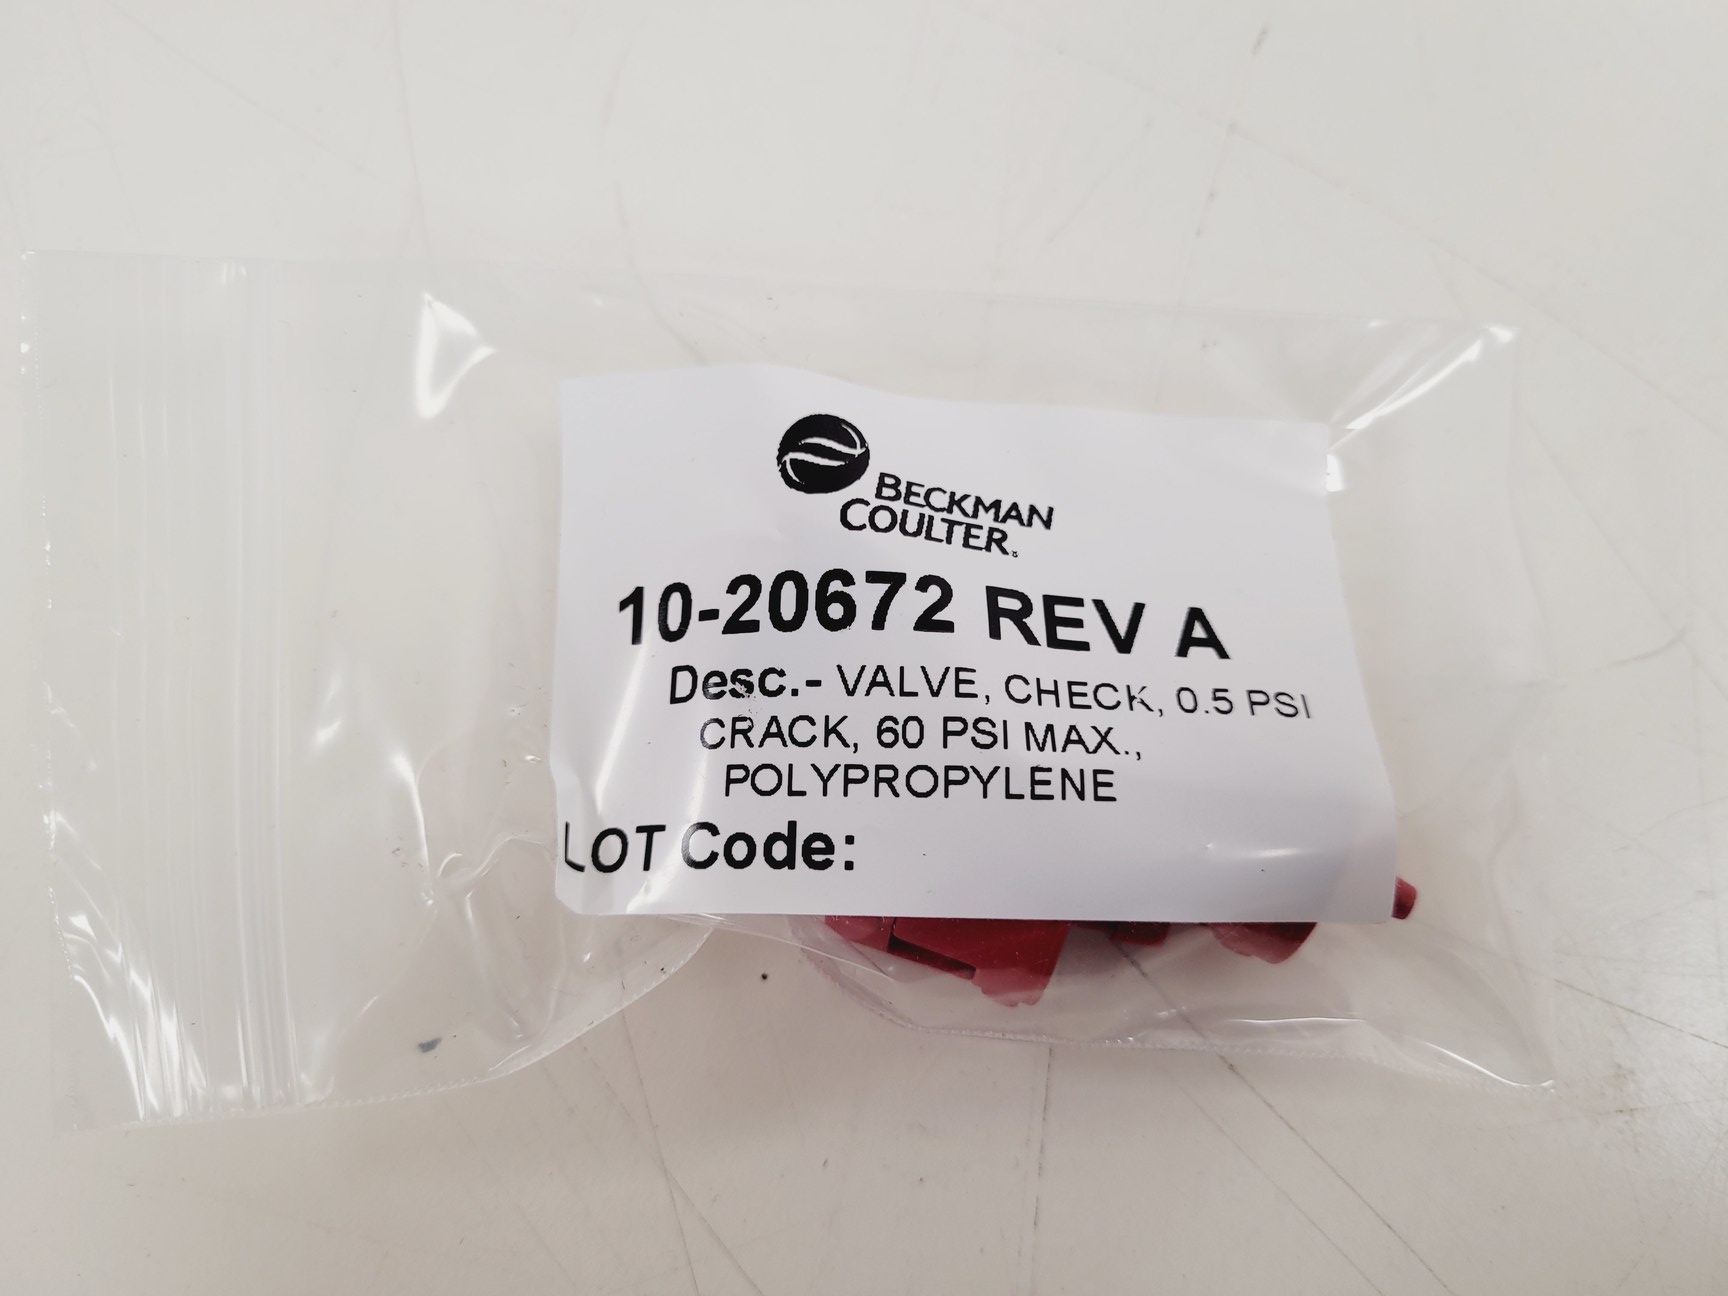 BECKMAN
COULTER®
10-20672 REV A
Desc.- VALVE, CHECK, 0.5 PSI
CRACK, 60 PSI MAX.,
POLYPROPYLENE
LOT Code: